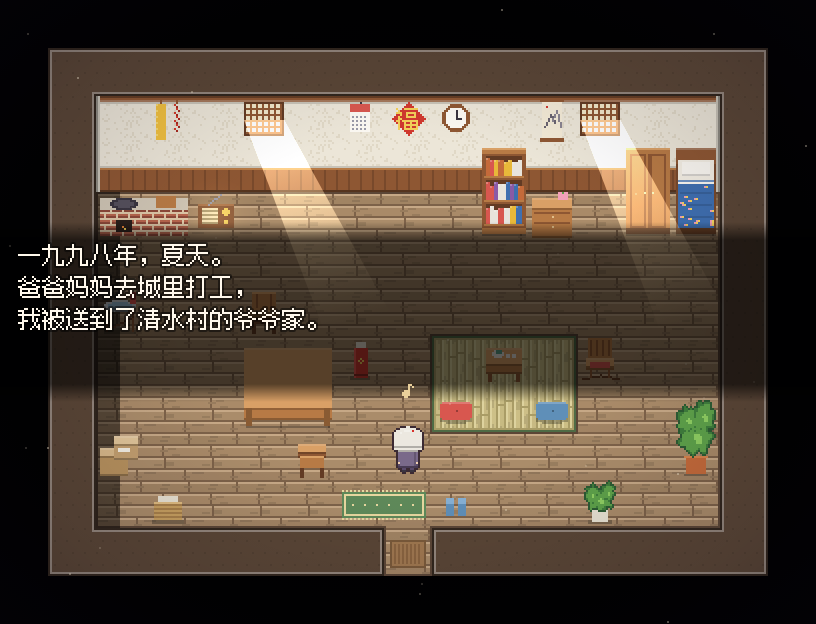 福
一九九八年，夏天。
爸爸妈妈去城里打工，
我被送到了清水村的爷爷家。